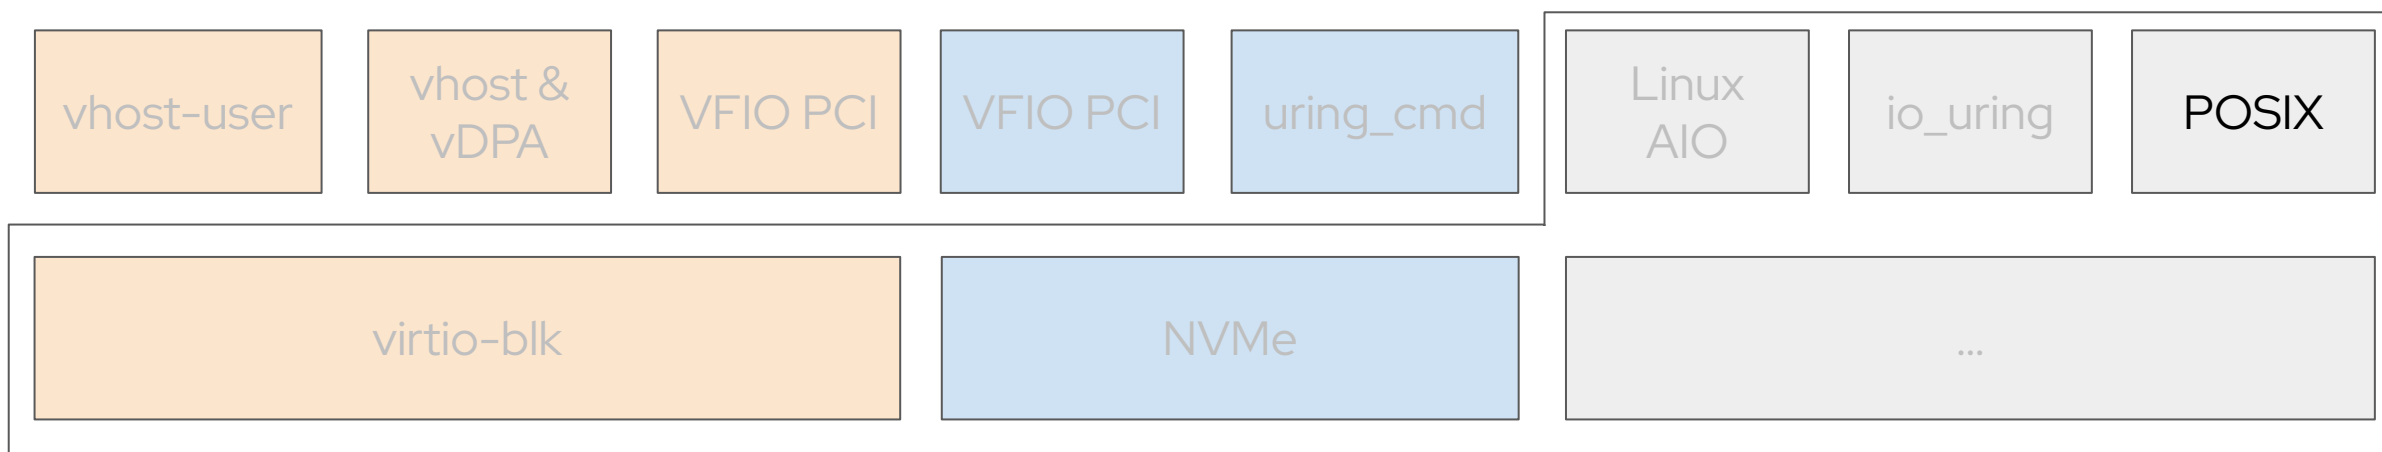 vhost-user
vhost &
vDPA
VFIO PCI
VFIO PCI
uring_cmd
Linux
AIO
io_uring
POSIX
virtio-blk
NVMe
...